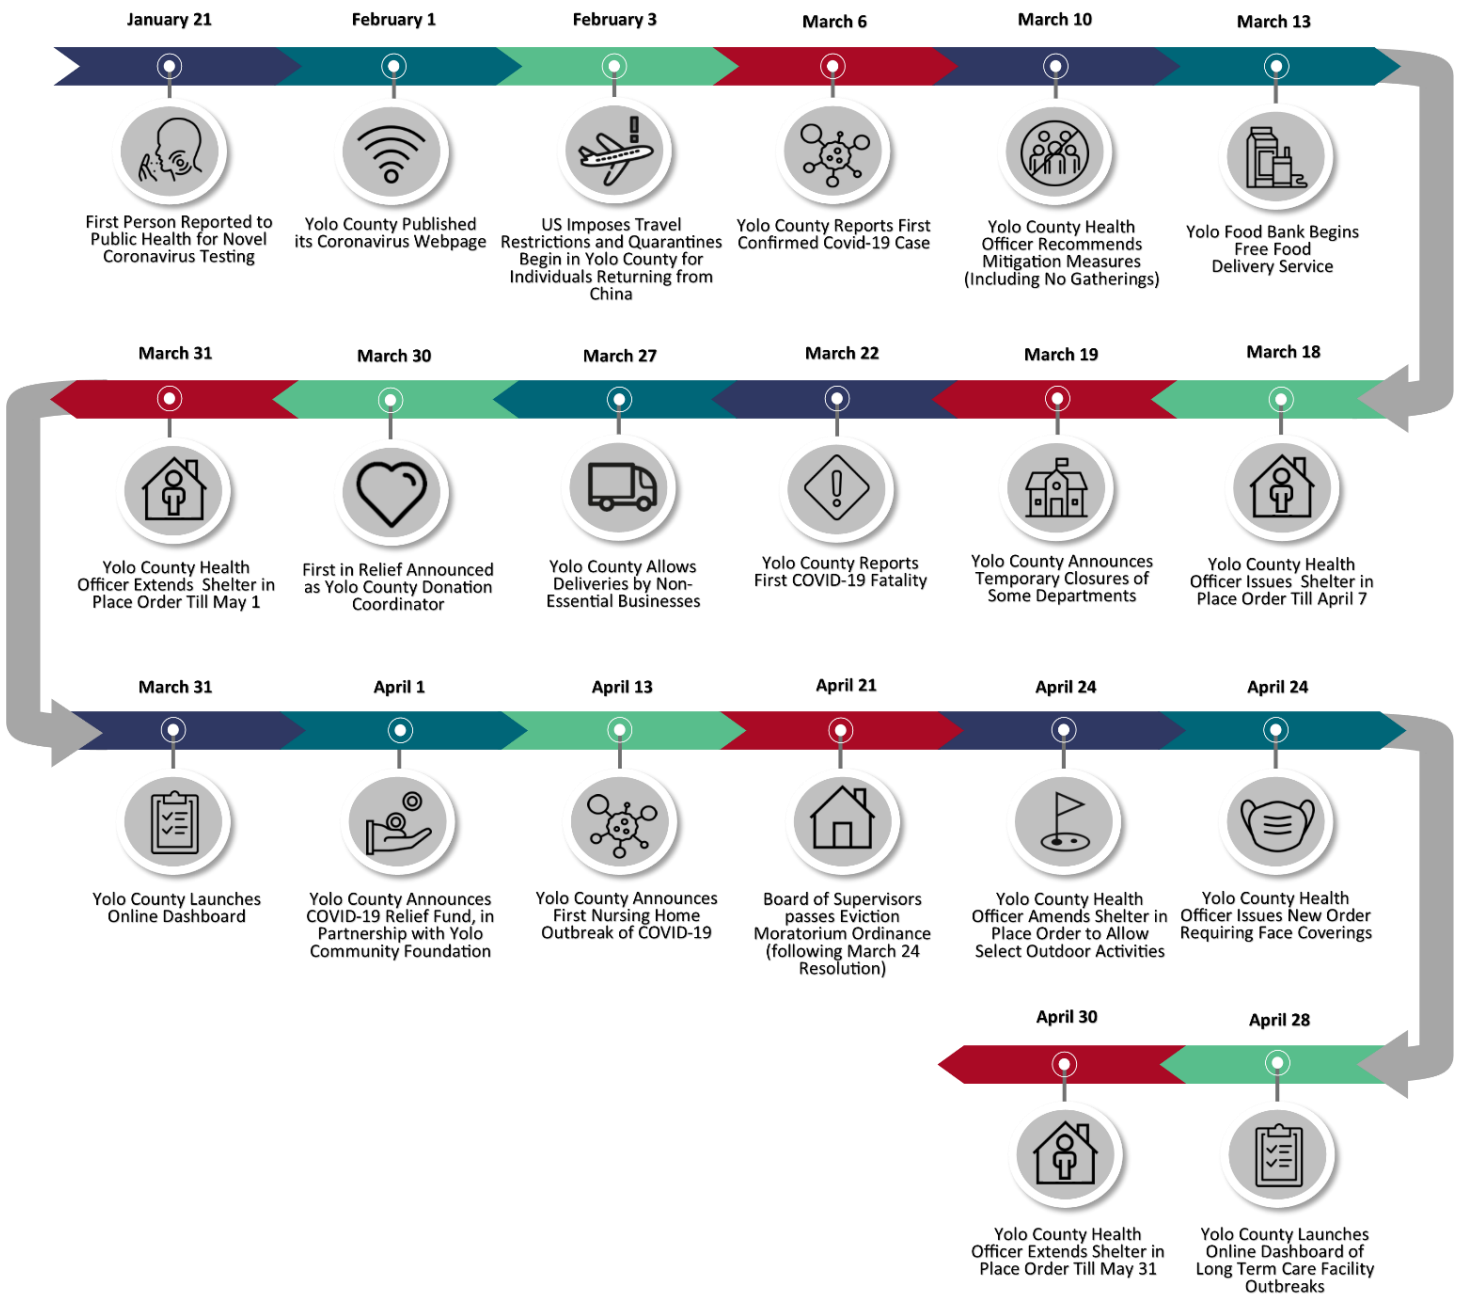 January 21
First Person Reported to
Public Health for Novel
Coronavirus Testing
February 1
Yolo County Published
its Coronavirus Webpage
February 3
US Imposes Travel
Restrictions and Quarantines
Begin in Yolo County for
Individuals Returning from
China
March 6
Yolo County Reports First
Confirmed Covid-19 Case
March 10
Yolo County Health
Officer Recommends
Mitigation Measures
(Including No Gatherings)
March 13
Yolo Food Bank Begins
Free Food
Delivery Service
March 18
Yolo County Health
Officer Issues Shelter in
Place Order Till April 7
March 19
Yolo County Announces
Temporary Closures of
Some Departments
March 22
Yolo County Reports
First COVID-19 Fatality
March 27
Yolo County Allows
Deliveries by Non-
Essential Businesses
March 30
First in Relief Announced
as Yolo County Donation
Coordinator
March 31
Yolo County Health
Officer Extends Shelter in
Place Order Till May 1
March 31
Yolo County Launches
Online Dashboard
April 1
Yolo County Announces
COVID-19 Relief Fund, in
Partnership with Yolo
Community Foundation
April 13
Yolo County Announces
First Nursing Home
Outbreak of COVID-19
April 21
Board of Supervisors
passes Eviction
Moratorium Ordinance
(following March 24
Resolution)
April 24
Yolo County Health
Officer Amends Shelter in
Place Order to Allow
Select Outdoor Activities
April 24
Yolo County Health
Officer Issues New Order
Requiring Face Coverings
April 28
Yolo County Launches
Online Dashboard of
Long Term Care Facility
Outbreaks
April 30
Yolo County Health
Officer Extends Shelter in
Place Order Till May 31